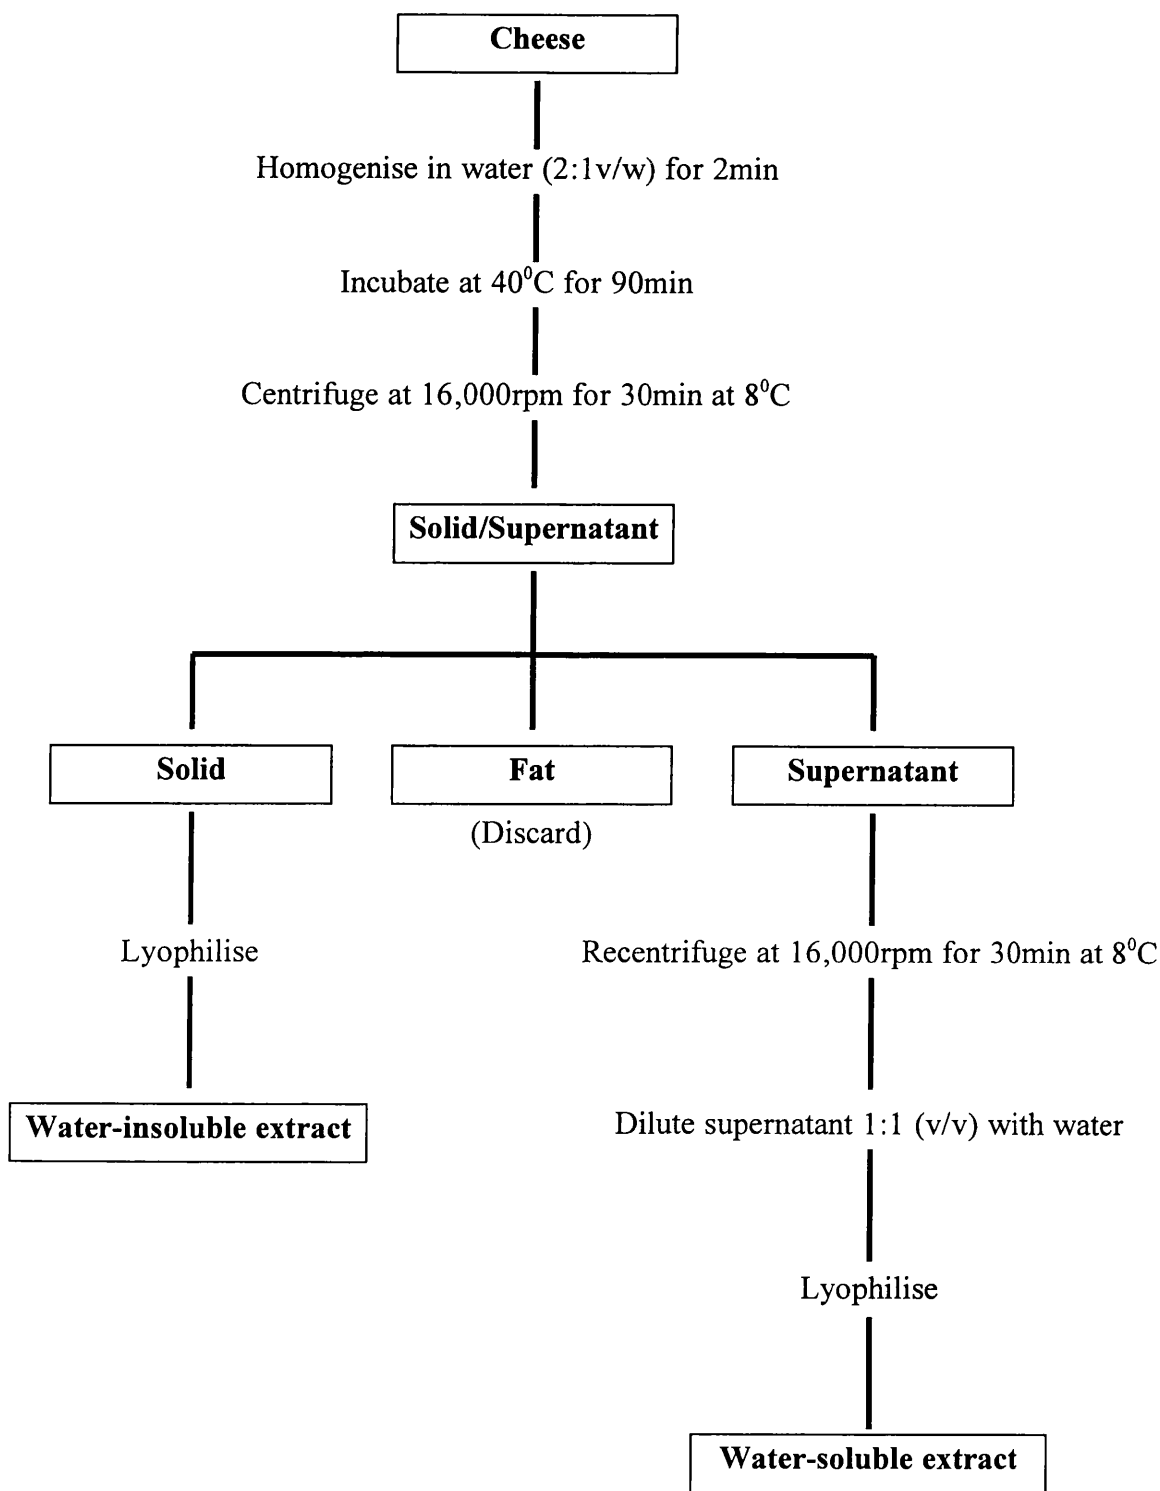 Cheese
Homogenise in water (2:1v/w) for 2min
Incubate at 40⁰C for 90min
Centrifuge at 16,000rpm for 30min at 8⁰C
Solid/Supernatant
Solid
Fat
Supernatant
(Discard)
Lyophilise
Recentrifuge at 16,000rpm for 30min at 8⁰C
Water-insoluble extract
Dilute supernatant 1:1 (v/v) with water
Lyophilise
Water-soluble extract